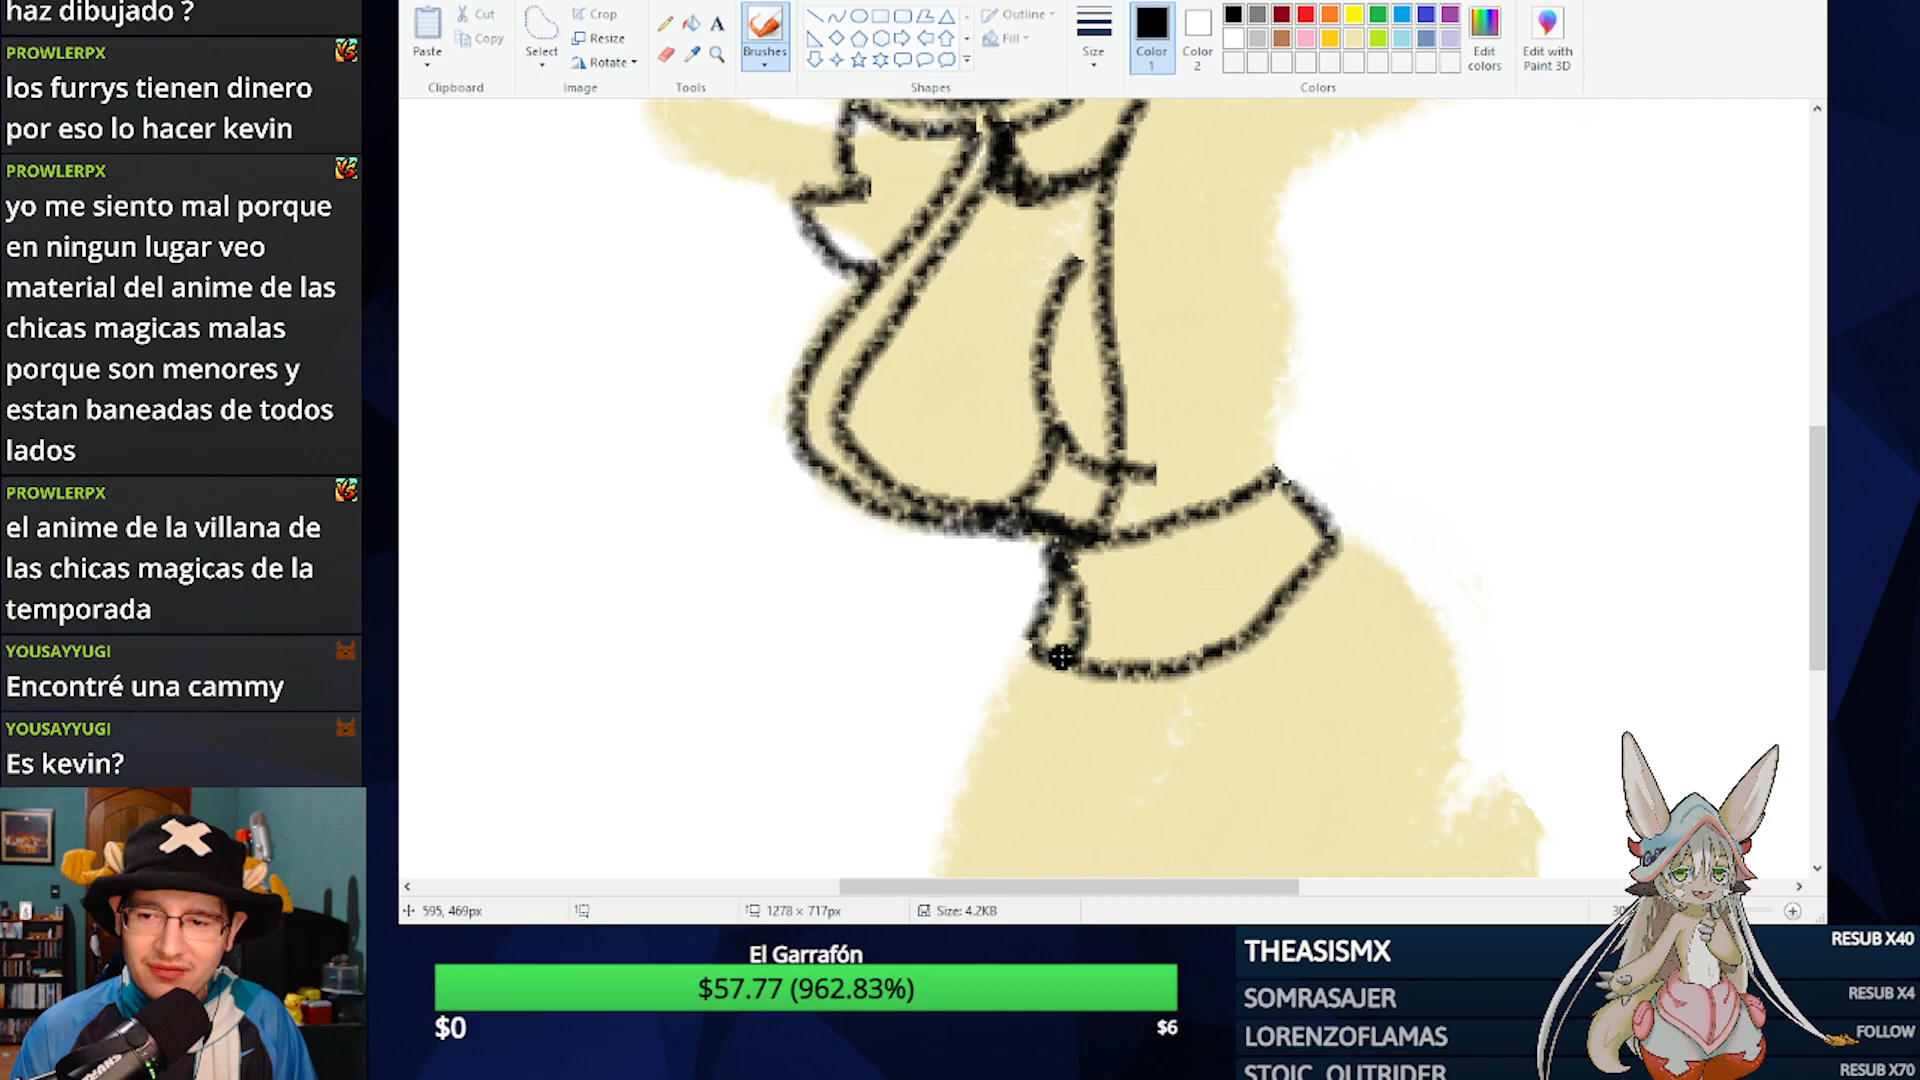 haz dibujado ?
PROWLERPX
los furrys tienen dinero
por eso lo hacer kevin
PROWLERPX
yo me siento mal porque
en ningun lugar veo
material del anime de las
chicas magicas malas
porque son menores y
estan baneadas de todos
lados
PROWLERPX
el anime de la villana de
las chicas magicas de la
temporada
YOUSAYYUGI
Encontré una cammy
YOUSAYYUGI
Es kevin?
Paste
Cut
Copy
Clipboard
Select
Crop
Resize
Rotate
Image
A
Tools
Brushes
Outline
Fill
Shapes
Size
Color
1
Color
2
Edit
colors
Colors
Edit with
Paint 3D
595, 469px
1278 × 717px
Size: 4.2KB
El Garrafón
$57.77 (962.83%)
$0
$6
THEASISMX
RESUB X40
SOMRASAJER
RESUB X4
LORENZOFLAMAS
FOLLOW
STOIC_OUTRIDER
RESUB X70